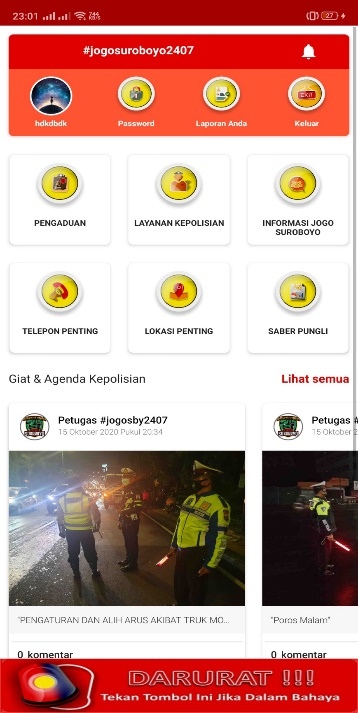 23:01
744
KB/S
27
#jogosuroboyo2407
EXIT
hdkdbdk
Password
Laporan Anda
Keluar
PENGADUAN
LAYANAN KEPOLISIAN
INFORMASI JOGO
SUROBOYO
TELEPON PENTING
LOKASI PENTING
SABER PUNGLI
Giat & Agenda Kepolisian
Lihat semua
Petugas #jogosby2407
15 Oktober 2020 Pukul 20:34
Petugas #
15 Oktober
"PENGATURAN DAN ALIH ARUS AKIBAT TRUK MO...
"Poros Malam"
0 komentar
0 komentar
DARURAT !!!
Tekan Tombol Ini Jika Dalam Bahaya